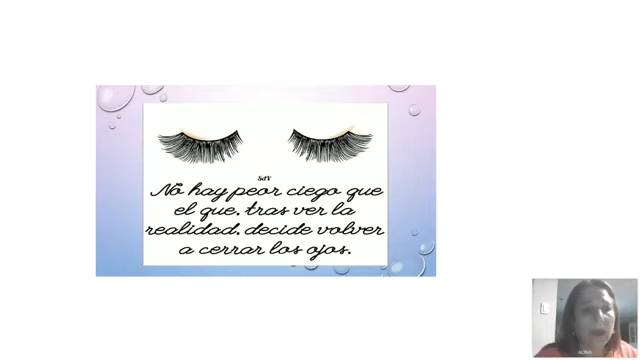 SdV
No hay peor ciego que
el que, tras ver la
realidad, decide volver
a cerrar los ojos.